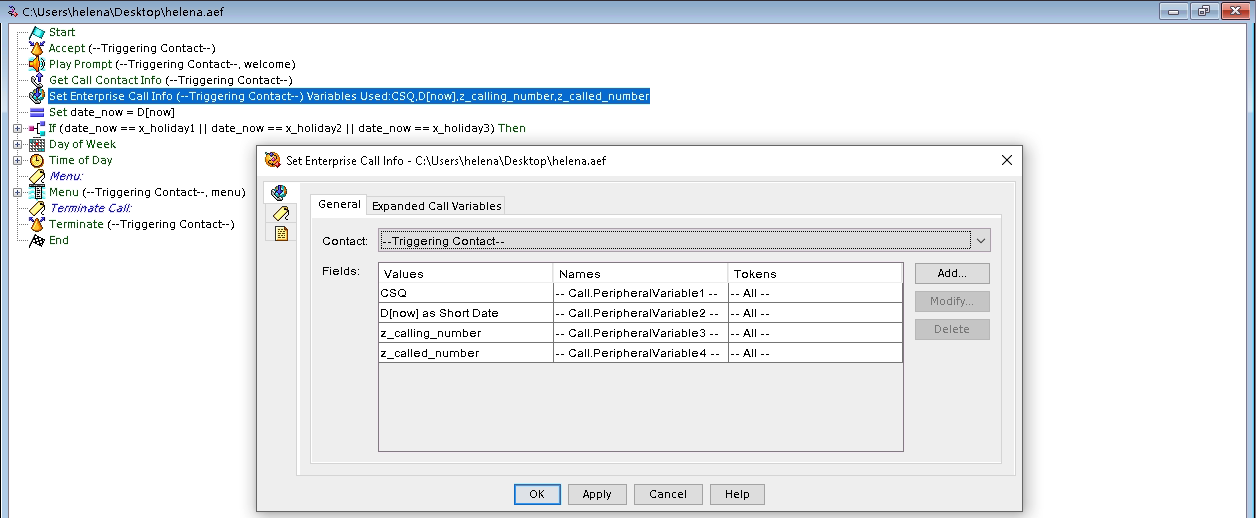 C:\Users\helena\Desktop\helena.aef
Start
Accept (--Triggering Contact--)
Play Prompt (--Triggering Contact--, welcome)
Get Call Contact Info (--Triggering Contact--)
Set Enterprise Call Info (--Triggering Contact--) Variables Used:CSQ,D[now],z_calling_number,z_called_number
Set date_now = D[now]
If (date_now == x_holiday1 || date_now == x_holiday2 || date_now == x_holiday3) Then
Day of Week
Time of Day
Menu:
Menu (--Triggering Contact--, menu)
Terminate Call:
Terminate (--Triggering Contact--)
End
Set Enterprise Call Info - C:\Users\helena\Desktop\helena.aef
General Expanded Call Variables
Contact: --Triggering Contact--
Fields: Values Names Tokens Add...
CSQ -- Call.PeripheralVariable1 -- -- All --
Modify...
D[now] as Short Date -- Call.PeripheralVariable2 -- -- All --
Delete
z_calling_number -- Call.PeripheralVariable3 -- -- All --
z_called_number -- Call.PeripheralVariable4 -- -- All --
OK Apply Cancel Help